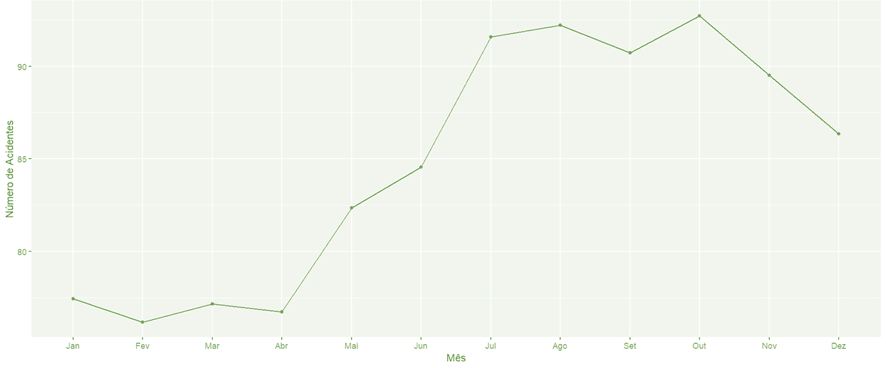 Número de Acidentes
90
85
80
Jan Fev Mar Abr Mai Jun Jul Ago Set Out Nov Dez
Mês